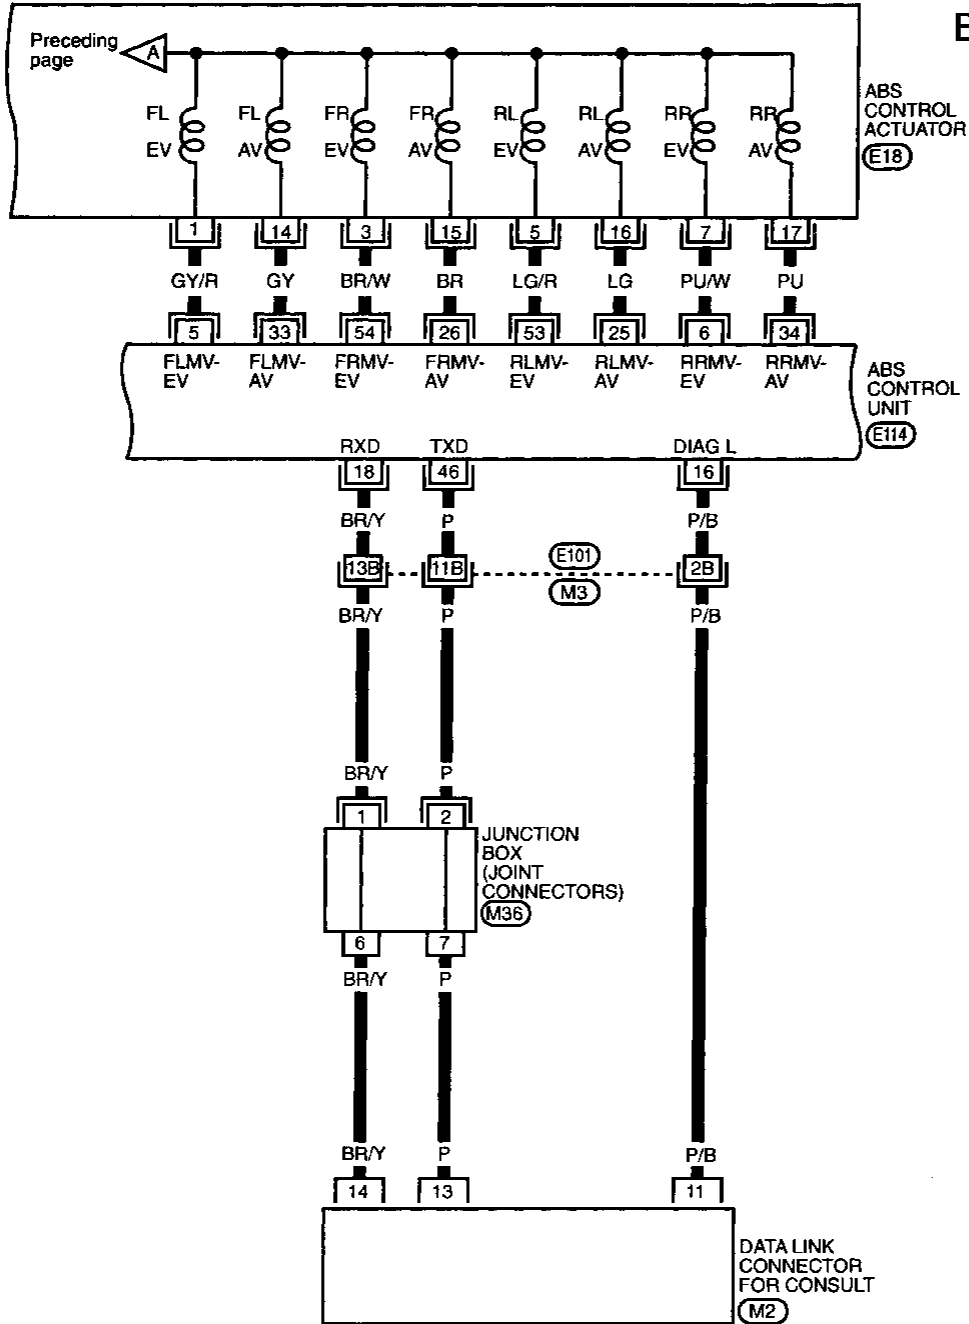 E
Preceding
page
A
FL FL FR FR RL RL RR RR
EV AV EV AV EV AV EV AV
ABS
CONTROL
ACTUATOR
E18
1 14 3 15 5 16 7 17
GY/R GY BR/W BR LG/R LG PU/W PU
5 33 54 26 53 25 6 34
FLMV- FLMV- FRMV- FRMV- RLMV- RLMV- RRMV- RRMV-
EV AV EV AV EV AV EV AV
ABS
CONTROL
UNIT
E114
RXD TXD DIAG L
18 46 16
BR/Y P P/B
13B 11B E101 2B
M3
BR/Y P P/B
BR/Y P
1 2
JUNCTION
BOX
(JOINT
CONNECTORS)
M36
6 7
BR/Y P
BR/Y P P/B
14 13 11
DATA LINK
CONNECTOR
FOR CONSULT
M2